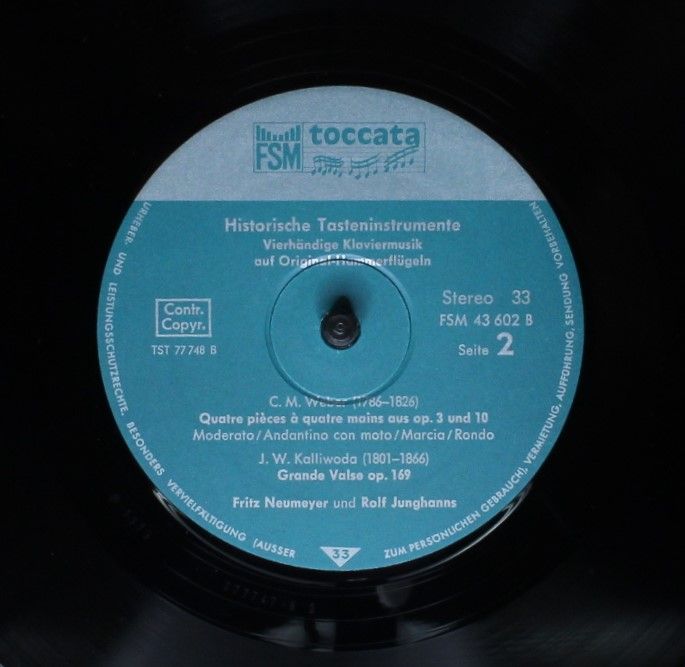 FSM
toccata
Historische Tasteninstrumente
Vierhändige Klaviermusik
auf Original-Hammerflügeln
Contr.
Copyr.
TST 77 748 B
Stereo 33
FSM 43 602 B
Seite 2
C. M. Weber (1786–1826)
Quatre pièces à quatre mains aus op. 3 und 10
Moderato/Andantino con moto/Marcia/Rondo
J. W. Kalliwoda (1801–1866)
Grande Valse op. 169
Fritz Neumeyer und Rolf Junghanns
33
URHEBER- UND LEISTUNGSSCHUTZRECHTE. BESONDERS VERVIELFÄLTIGUNG (AUSSER ZUM PERSÖNLICHEN GEBRAUCH), VERMIETUNG, AUFFÜHRUNG, SENDUNG VORBEHALTEN